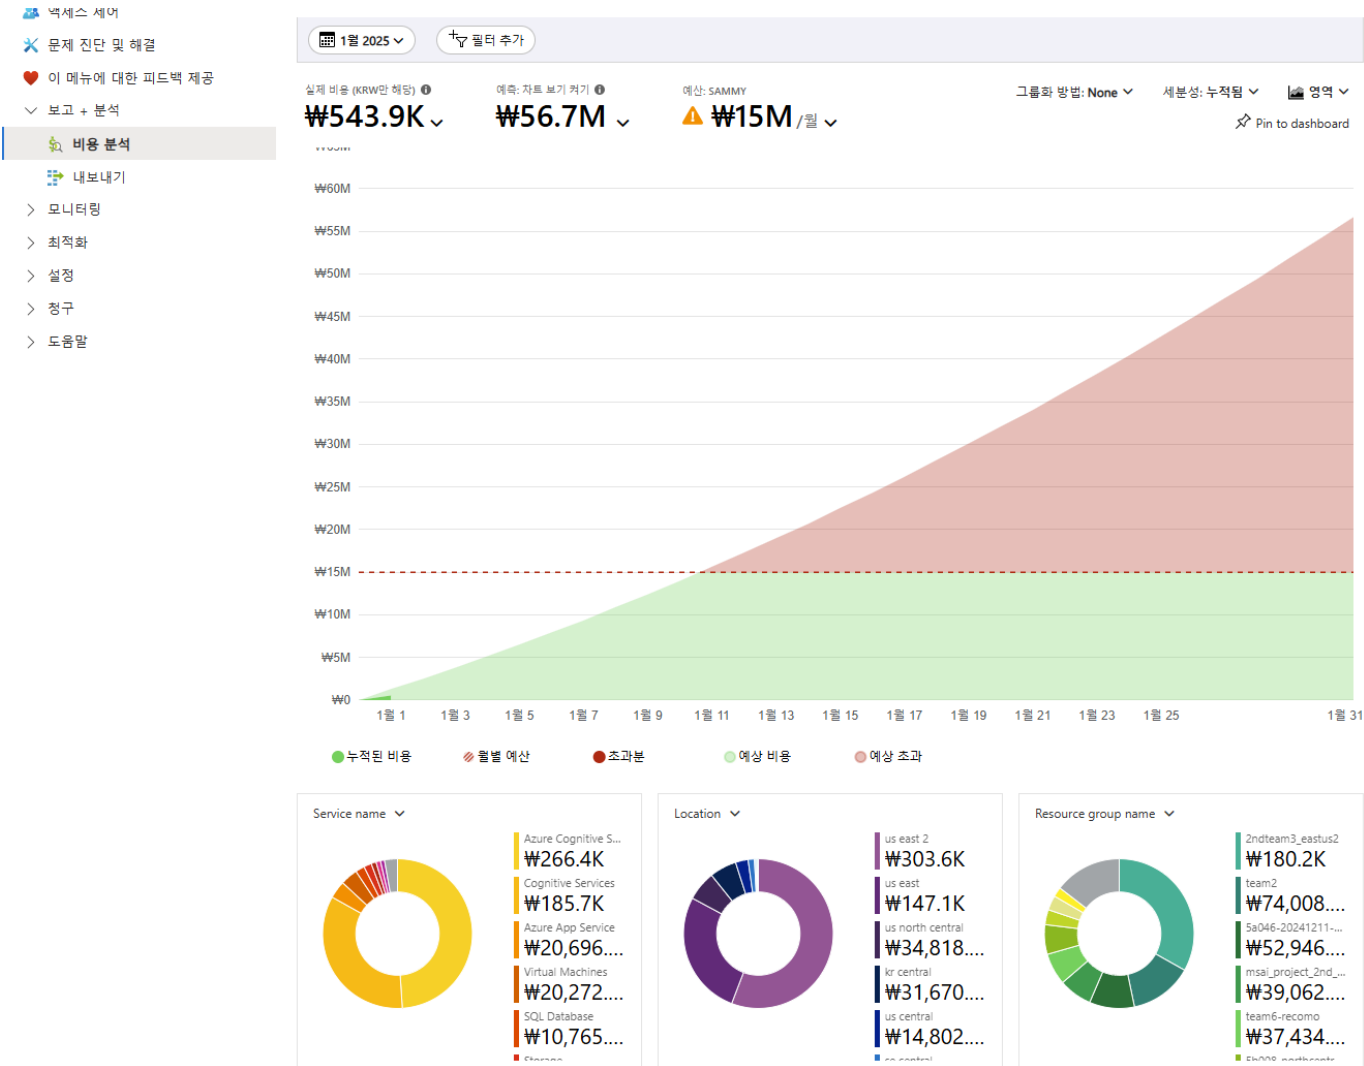 액세스 제어
문제 진단 및 해결
이 메뉴에 대한 피드백 제공
보고 + 분석
비용 분석
내보내기
모니터링
최적화
설정
청구
도움말
1월 2025
필터 추가
실제 비용 (KRW만 해당)
₩543.9K
예측: 차트 보기 켜기
₩56.7M
예산: SAMMY
₩15M /월
그룹화 방법: None
세분성: 누적됨
영역
Pin to dashboard
₩60M
₩55M
₩50M
₩45M
₩40M
₩35M
₩30M
₩25M
₩20M
₩15M
₩10M
₩5M
₩0
1월 1
1월 3
1월 5
1월 7
1월 9
1월 11
1월 13
1월 15
1월 17
1월 19
1월 21
1월 23
1월 25
1월 31
누적된 비용
월별 예산
초과분
예상 비용
예상 초과
Service name
Azure Cognitive S...
₩266.4K
Cognitive Services
₩185.7K
Azure App Service
₩20,696....
Virtual Machines
₩20,272....
SQL Database
₩10,765....
Storage
Location
us east 2
₩303.6K
us east
₩147.1K
us north central
₩34,818....
kr central
₩31,670....
us central
₩14,802....
se central
Resource group name
2ndteam3_eastus2
₩180.2K
team2
₩74,008....
5a046-20241211-...
₩52,946....
msai_project_2nd_...
₩39,062....
team6-recomo
₩37,434....